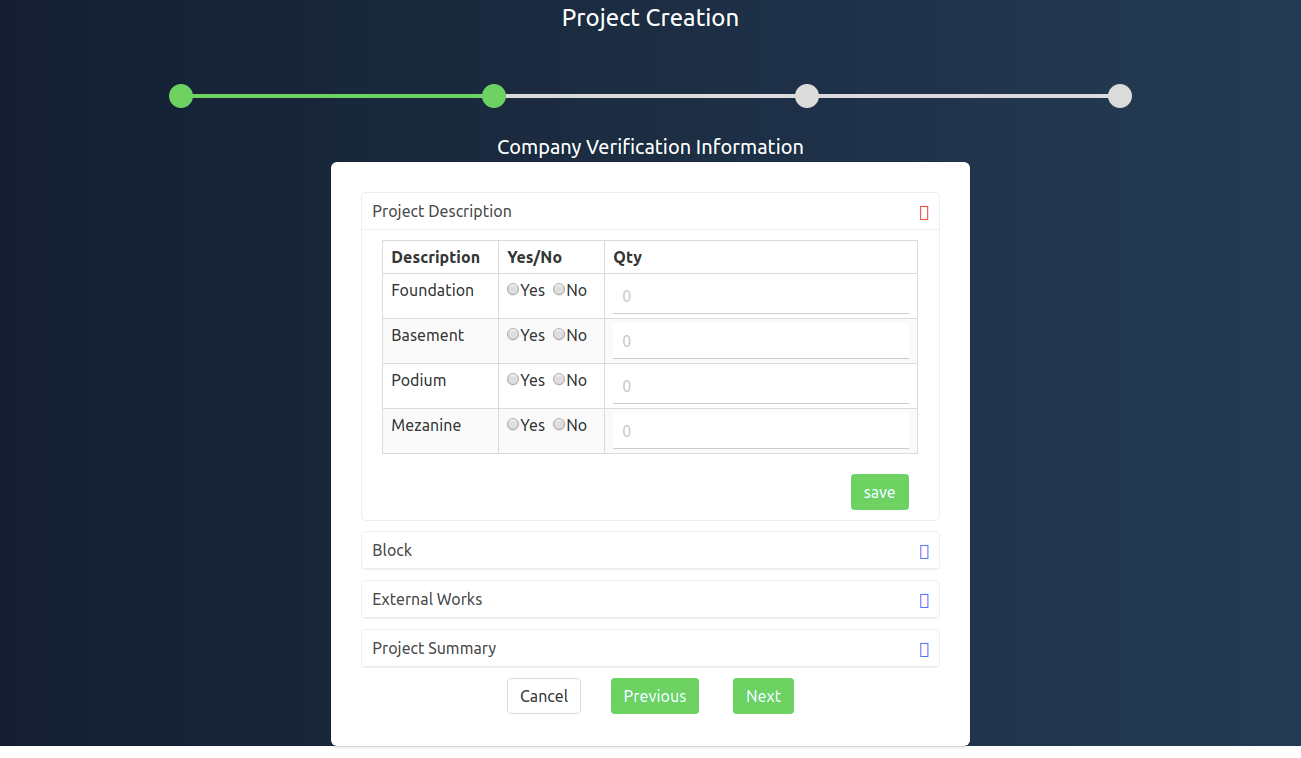 Project Creation
Company Verification Information
Project Description
Description Yes/No Qty
Foundation Yes No 0
Basement Yes No 0
Podium Yes No 0
Mezanine Yes No 0
save
Block
External Works
Project Summary
Cancel Previous Next